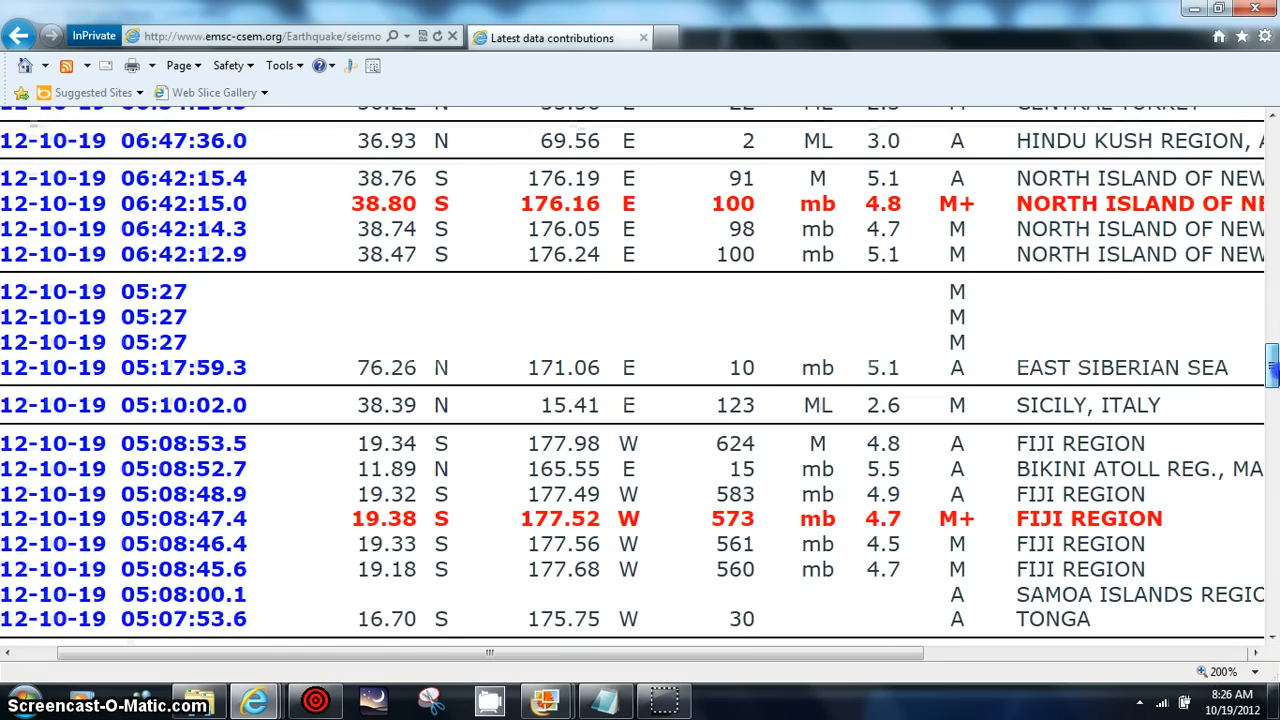 InPrivate http://www.emsc-csem.org/Earthquake/seismo Latest data contributions
Page Safety Tools
Suggested Sites Web Slice Gallery
12-10-19 06:47:36.0 36.93 N 69.56 E 2 ML 3.0 A HINDU KUSH REGION, A
12-10-19 06:42:15.4 38.76 S 176.19 E 91 M 5.1 A NORTH ISLAND OF NEW
12-10-19 06:42:15.0 38.80 S 176.16 E 100 mb 4.8 M+ NORTH ISLAND OF NE
12-10-19 06:42:14.3 38.74 S 176.05 E 98 mb 4.7 M NORTH ISLAND OF NEW
12-10-19 06:42:12.9 38.47 S 176.24 E 100 mb 5.1 M NORTH ISLAND OF NEW
12-10-19 05:27 M
12-10-19 05:27 M
12-10-19 05:27 M
12-10-19 05:17:59.3 76.26 N 171.06 E 10 mb 5.1 A EAST SIBERIAN SEA
12-10-19 05:10:02.0 38.39 N 15.41 E 123 ML 2.6 M SICILY, ITALY
12-10-19 05:08:53.5 19.34 S 177.98 W 624 M 4.8 A FIJI REGION
12-10-19 05:08:52.7 11.89 N 165.55 E 15 mb 5.5 A BIKINI ATOLL REG., MA
12-10-19 05:08:48.9 19.32 S 177.49 W 583 mb 4.9 A FIJI REGION
12-10-19 05:08:47.4 19.38 S 177.52 W 573 mb 4.7 M+ FIJI REGION
12-10-19 05:08:46.4 19.33 S 177.56 W 561 mb 4.5 M FIJI REGION
12-10-19 05:08:45.6 19.18 S 177.68 W 560 mb 4.7 M FIJI REGION
12-10-19 05:08:00.1 A SAMOA ISLANDS REGIO
12-10-19 05:07:53.6 16.70 S 175.75 W 30 A TONGA
200%
Screencast-O-Matic.com
8:26 AM
10/19/2012